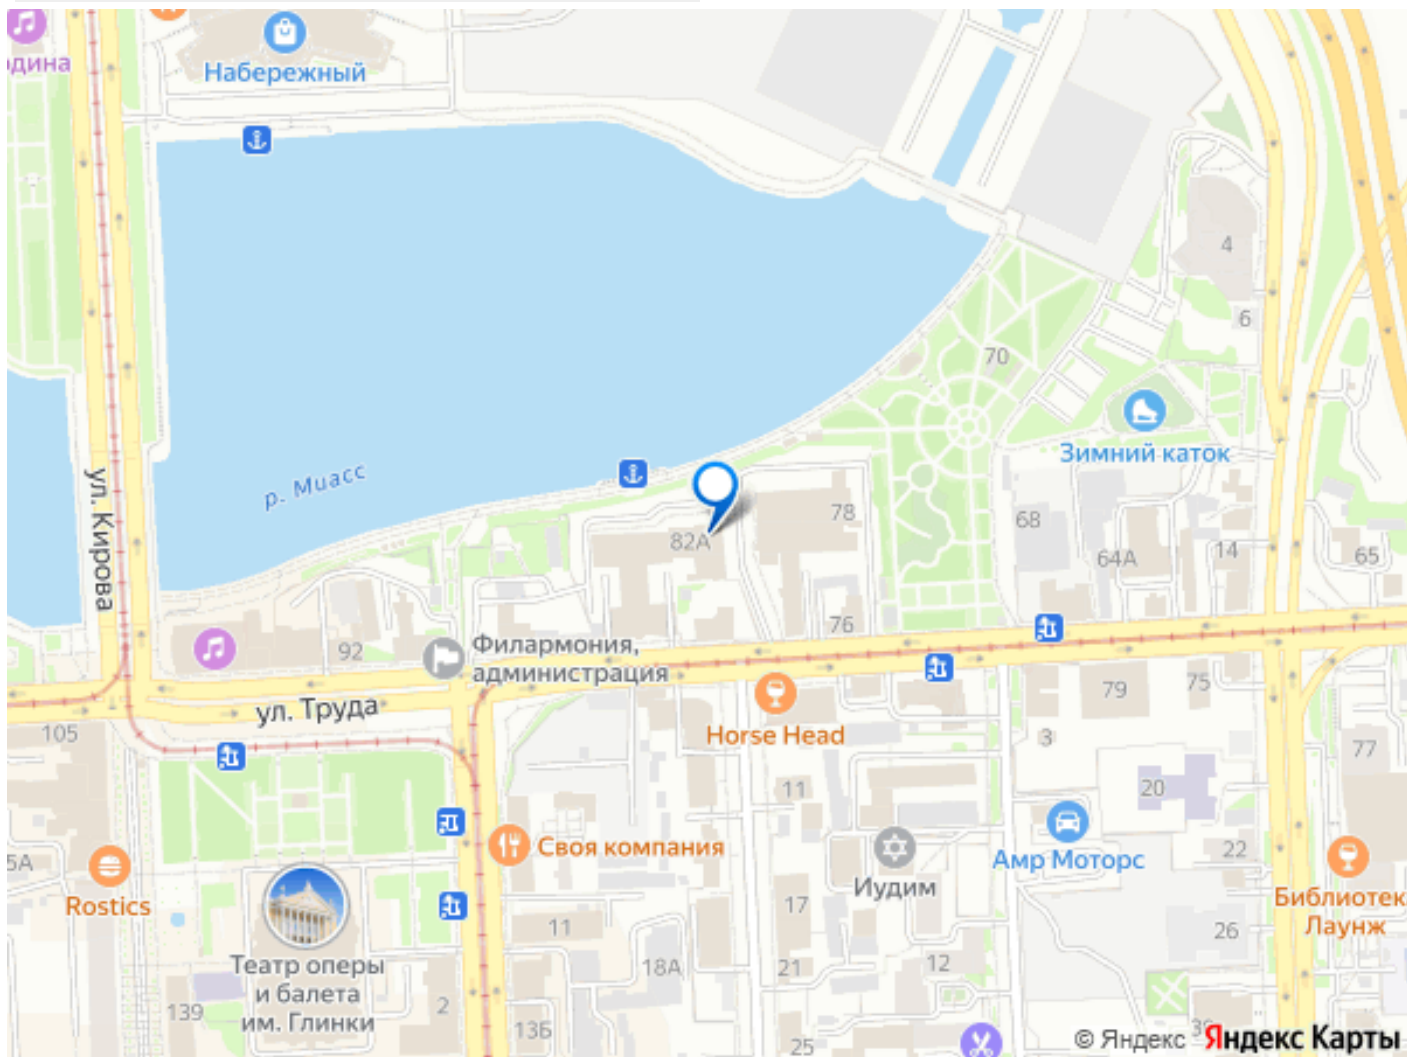 одина
Набережный
4
6
70
Зимний каток
ул. Кирова
р. Миасс
78
68
82А
64А
14
65
76
92
Филармония,
администрация
79
75
ул. Труда
105
Horse Head
3
77
11
20
Своя компания
Амр Моторс
22
5А
Иудим
Rostics
17
Библиотек
Лаунж
11
26
Театр оперы
и балета
им. Глинки
18А
21
12
139
2
13Б
25
© Яндекс
Яндекс Карты